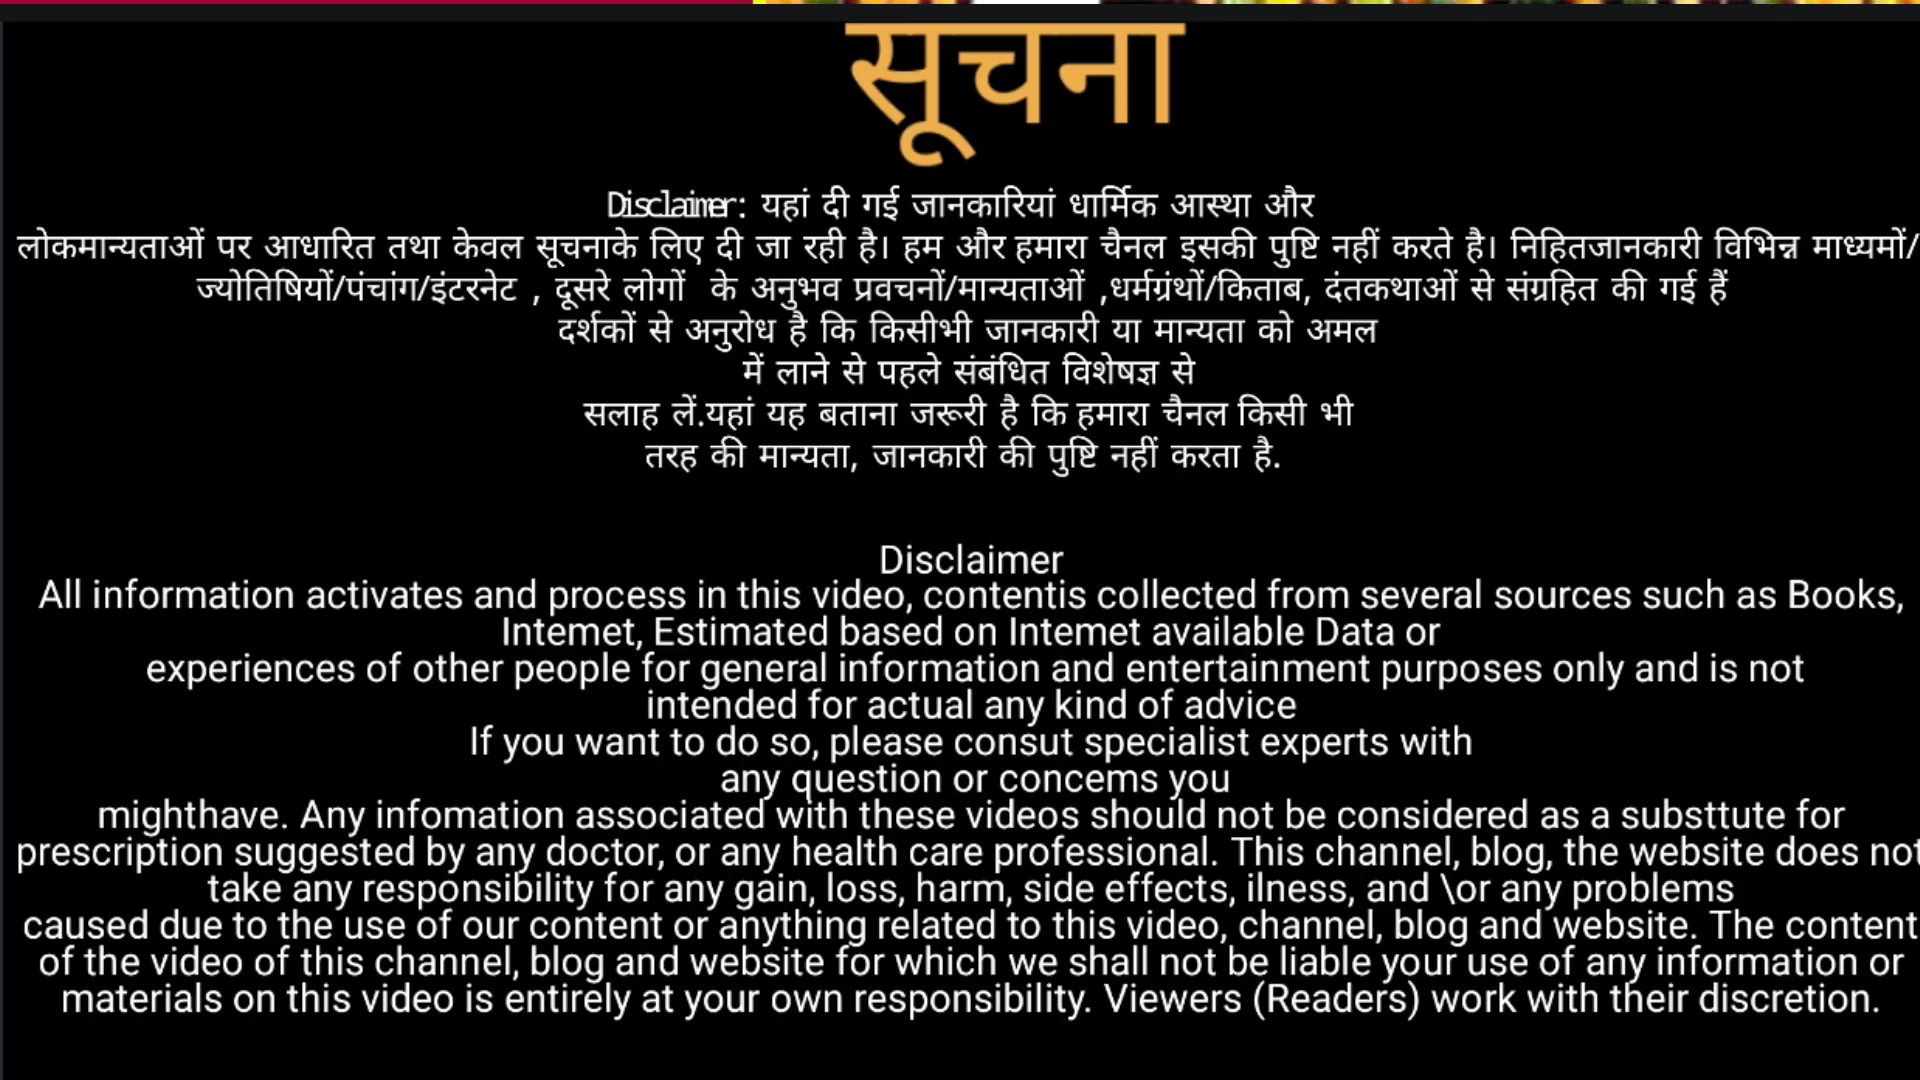 सूचना
Disclaimer: यहां दी गई जानकारियां धार्मिक आस्था और
लोकमान्यताओं पर आधारित तथा केवल सूचनाके लिए दी जा रही है। हम और हमारा चैनल इसकी पुष्टि नहीं करते है। निहितजानकारी विभिन्न माध्यमों/
ज्योतिषियों/पंचांग/इंटरनेट , दूसरे लोगों के अनुभव प्रवचनों/मान्यताओं ,धर्मग्रंथों/किताब, दंतकथाओं से संग्रहित की गई हैं
दर्शकों से अनुरोध है कि किसीभी जानकारी या मान्यता को अमल
में लाने से पहले संबंधित विशेषज्ञ से
सलाह लें.यहां यह बताना जरूरी है कि हमारा चैनल किसी भी
तरह की मान्यता, जानकारी की पुष्टि नहीं करता है.
Disclaimer
All information activates and process in this video, contentis collected from several sources such as Books,
Intemet, Estimated based on Intemet available Data or
experiences of other people for general information and entertainment purposes only and is not
intended for actual any kind of advice
If you want to do so, please consut specialist experts with
any question or concems you
mighthave. Any infomation associated with these videos should not be considered as a substtute for
prescription suggested by any doctor, or any health care professional. This channel, blog, the website does not
take any responsibility for any gain, loss, harm, side effects, ilness, and \or any problems
caused due to the use of our content or anything related to this video, channel, blog and website. The content
of the video of this channel, blog and website for which we shall not be liable your use of any information or
materials on this video is entirely at your own responsibility. Viewers (Readers) work with their discretion.